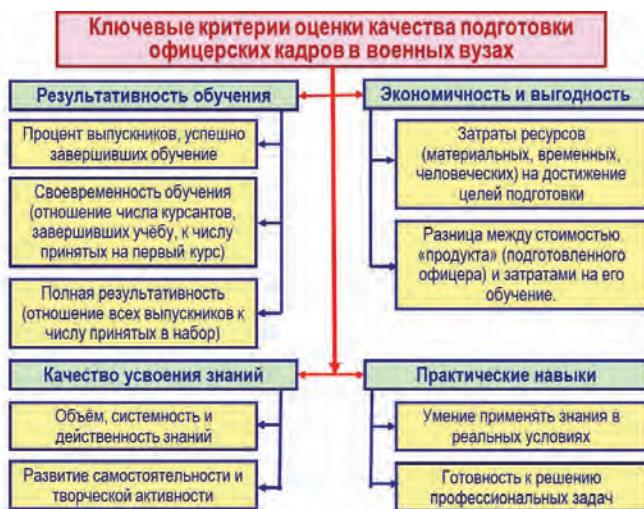 Ключевые критерии оценки качества подготовки
офицерских кадров в военных вузах
Результативность обучения
Процент выпускников, успешно
завершивших обучение
Своевременность обучения
(отношение числа курсантов,
завершивших учёбу, к числу
принятых на первый курс)
Полная результативность
(отношение всех выпускников к
числу принятых в набор)
Экономичность и выгодность
Затраты ресурсов
(материальных, временных,
человеческих) на достижение
целей подготовки
Разница между стоимостью
«продукта» (подготовленного
офицера) и затратами на его
обучение.
Качество усвоения знаний
Объём, системность и
действенность знаний
Развитие самостоятельности и
творческой активности
Практические навыки
Умение применять знания в
реальных условиях
Готовность к решению
профессиональных задач